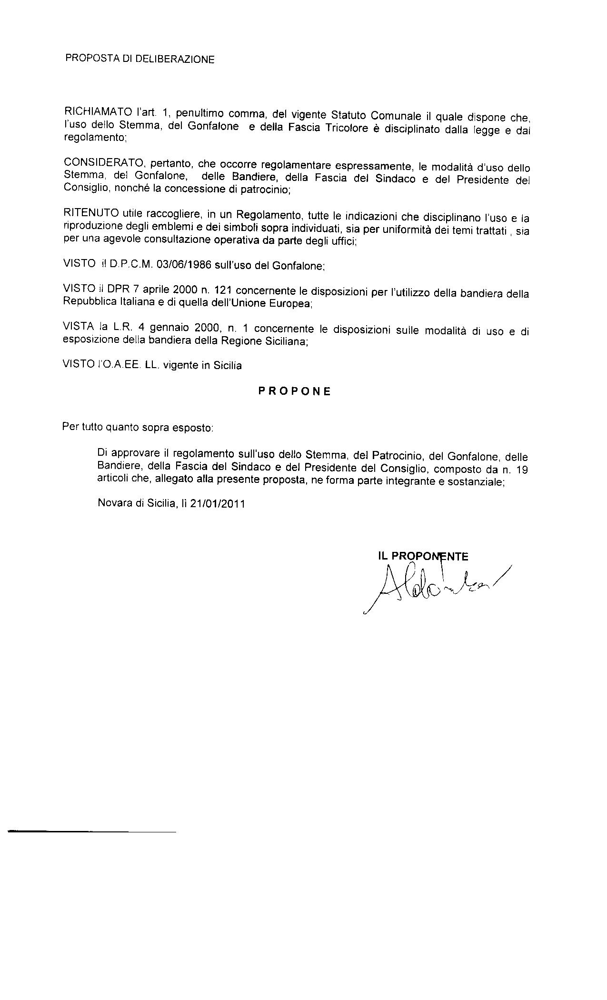 PROPOSTA DI DELIBERAZIONE
RICHIAMATO l'art. 1, penultimo comma, del vigente Statuto Comunale il quale dispone che,
l'uso dello Stemma, del Gonfalone e della Fascia Tricolore è disciplinato dalla legge e dal
regolamento;
CONSIDERATO, pertanto, che occorre regolamentare espressamente, le modalità d'uso dello
Stemma, del Gonfalone, delle Bandiere, della Fascia del Sindaco e del Presidente del
Consiglio, nonché la concessione di patrocinio;
RITENUTO utile raccogliere, in un Regolamento, tutte le indicazioni che disciplinano l'uso e la
riproduzione degli emblemi e dei simboli sopra individuati, sia per uniformità dei temi trattati , sia
per una agevole consultazione operativa da parte degli uffici;
VISTO il D.P.C.M. 03/06/1986 sull'uso del Gonfalone;
VISTO il DPR 7 aprile 2000 n. 121 concernente le disposizioni per l'utilizzo della bandiera della
Repubblica Italiana e di quella dell'Unione Europea;
VISTA la L.R. 4 gennaio 2000, n. 1 concernente le disposizioni sulle modalità di uso e di
esposizione della bandiera della Regione Siciliana;
VISTO l'O.A.EE. LL. vigente in Sicilia
P R O P O N E
Per tutto quanto sopra esposto:
Di approvare il regolamento sull'uso dello Stemma, del Patrocinio, del Gonfalone, delle
Bandiere, della Fascia del Sindaco e del Presidente del Consiglio, composto da n. 19
articoli che, allegato alla presente proposta, ne forma parte integrante e sostanziale;
Novara di Sicilia, lì 21/01/2011
IL PROPONENTE